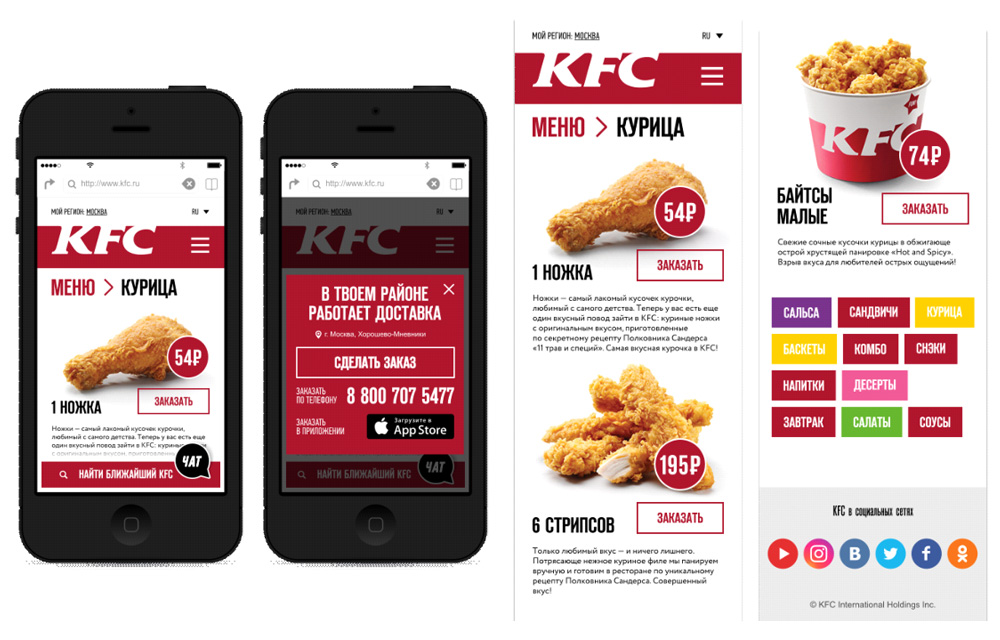 http://www.kfc.ru
МОЙ РЕГИОН: МОСКВА
RU
KFC
МЕНЮ > КУРИЦА
54₽
1 НОЖКА
ЗАКАЗАТЬ
Ножки — самый лаконый кусочек курочки,
любимый с самого детства. Теперь у вас есть еще
один вкусный повод зайти в KFC: куриные ножки
с оригинальным вкусом, приготовленные
ЧАТ
НАЙТИ БЛИЖАЙШИЙ KFC
http://www.kfc.ru
МОЙ РЕГИОН: МОСКВА
RU
KFC
В ТВОЕМ РАЙОНЕ
РАБОТАЕТ ДОСТАВКА
г. Москва, Хорошево-Мневники
СДЕЛАТЬ ЗАКАЗ
ЗАКАЗАТЬ
ПО ТЕЛЕФОНУ
8 800 707 5477
ЗАКАЗАТЬ
В ПРИЛОЖЕНИИ
Загрузите в
App Store
ЧАТ
НАЙТИ БЛИЖАЙШИЙ KFC
МОЙ РЕГИОН: МОСКВА
RU
KFC
МЕНЮ > КУРИЦА
54₽
1 НОЖКА
ЗАКАЗАТЬ
Ножки — самый лаконый кусочек курочки,
любимый с самого детства. Теперь у вас есть еще
один вкусный повод зайти в KFC: куриные ножки
с оригинальным вкусом, приготовленные
по секретному рецепту Полковника Сандерса
«11 трав и специй». Самая вкусная курочка в KFC!
195₽
6 СТРИПСОВ
ЗАКАЗАТЬ
Только любимый вкус — и ничего лишнего.
Потрясающе нежное куриное филе мы панируем
вручную и готовим в ресторане по уникальному
рецепту Полковника Сандерса. Совершенный
вкус!
KFC
74₽
БАЙТСЫ
МАЛЫЕ
ЗАКАЗАТЬ
Свежие сочные кусочки курицы в обжигающе
острой хрустящей панировке «Hot and Spicy».
Взрыв вкуса для любителей острых ощущений!
САЛЬСА
САНДВИЧИ
КУРИЦА
БАСКЕТЫ
КОМБО
СНЭКИ
НАПИТКИ
ДЕСЕРТЫ
ЗАВТРАК
САЛАТЫ
СОУСЫ
KFC в социальных сетях
© KFC International Holdings Inc.